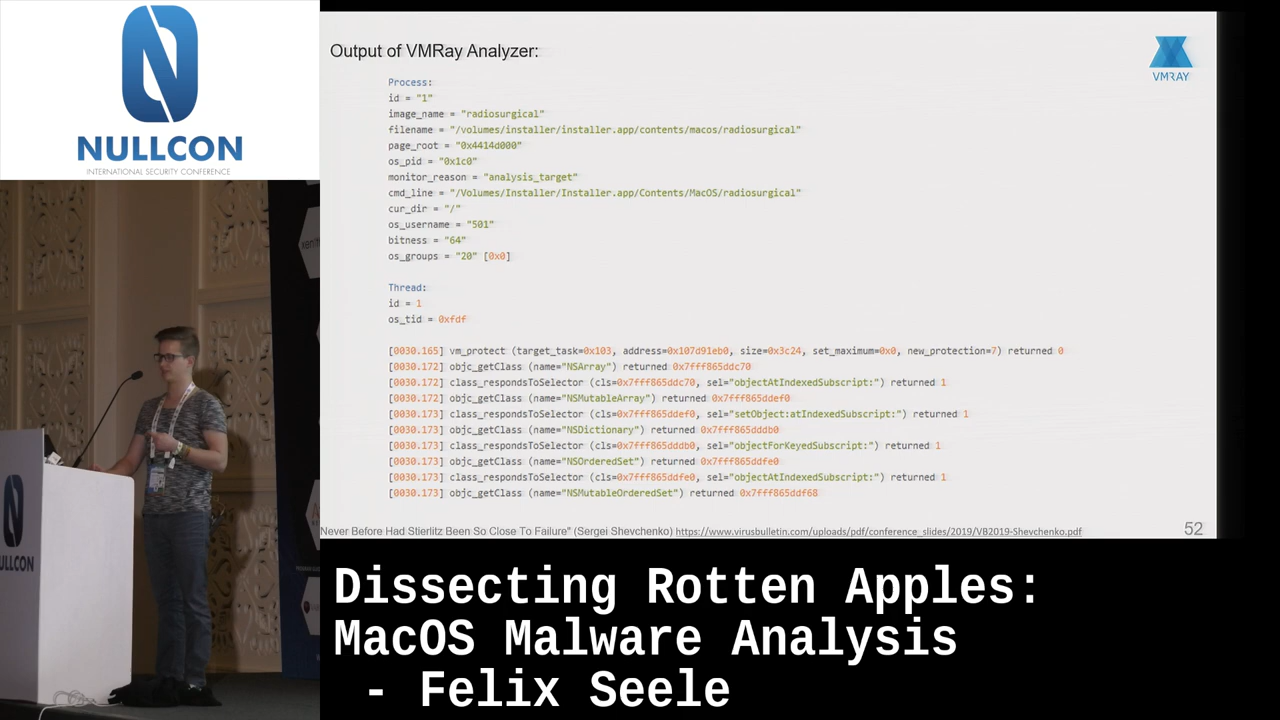 NULLCON
INTERNATIONAL SECURITY CONFERENCE
Output of VMRay Analyzer:
VMRAY
Process:
id = "1"
image_name = "radiosurgical"
filename = "/volumes/installer/installer.app/contents/macos/radiosurgical"
page_root = "0x4414d000"
os_pid = "0x1c0"
monitor_reason = "analysis_target"
cmd_line = "/Volumes/Installer/Installer.app/Contents/MacOS/radiosurgical"
cur_dir = "/"
os_username = "501"
bitness = "64"
os_groups = "20" [0x0]
Thread:
id = 1
os_tid = 0xfdf
[0030.165] vm_protect (target_task=0x103, address=0x107d91eb0, size=0x3c24, set_maximum=0x0, new_protection=7) returned 0
[0030.172] objc_getClass (name="NSArray") returned 0x7fff865ddc70
[0030.172] class_respondsToSelector (cls=0x7fff865ddc70, sel="objectAtIndexedSubscript:") returned 1
[0030.172] objc_getClass (name="NSMutableArray") returned 0x7fff865ddef0
[0030.173] class_respondsToSelector (cls=0x7fff865ddef0, sel="setObject:atIndexedSubscript:") returned 1
[0030.173] objc_getClass (name="NSDictionary") returned 0x7fff865dddb0
[0030.173] class_respondsToSelector (cls=0x7fff865dddb0, sel="objectForKeyedSubscript:") returned 1
[0030.173] objc_getClass (name="NSOrderedSet") returned 0x7fff865ddfe0
[0030.173] class_respondsToSelector (cls=0x7fff865ddfe0, sel="objectAtIndexedSubscript:") returned 1
[0030.173] objc_getClass (name="NSMutableOrderedSet") returned 0x7fff865ddf68
Never Before Had Stierlitz Been So Close To Failure" (Sergei Shevchenko) https://www.virusbulletin.com/uploads/pdf/conference_slides/2019/VB2019-Shevchenko.pdf
52
ULLCON
Dissecting Rotten Apples:
MacOS Malware Analysis
- Felix Seele